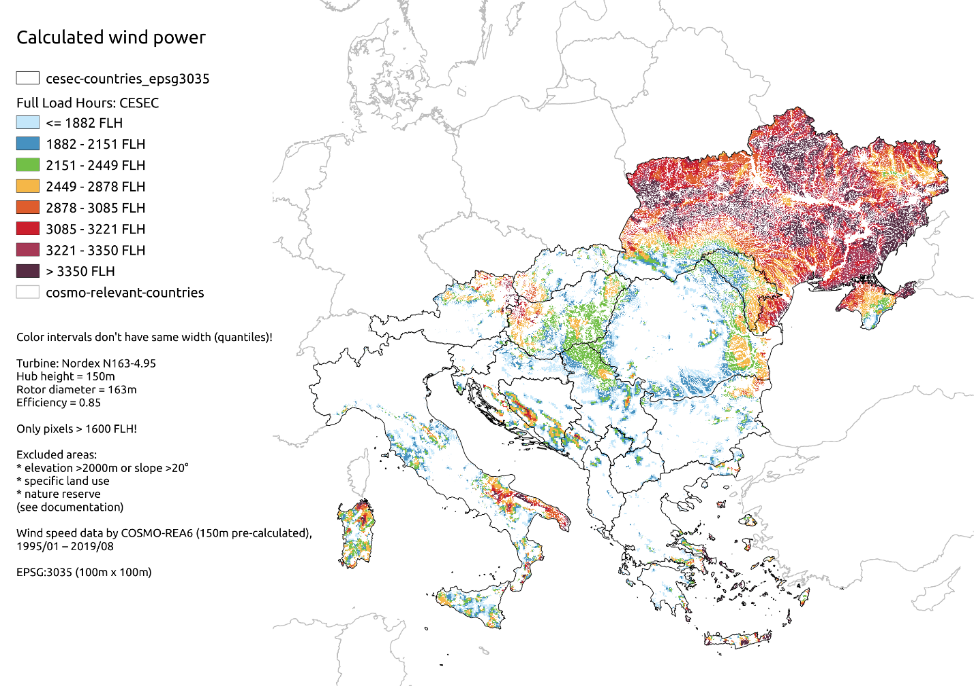 Calculated wind power
cesec-countries_epsg3035
Full Load Hours: CESEC
<= 1882 FLH
1882 - 2151 FLH
2151 - 2449 FLH
2449 - 2878 FLH
2878 - 3085 FLH
3085 - 3221 FLH
3221 - 3350 FLH
> 3350 FLH
cosmo-relevant-countries
Color intervals don't have same width (quantiles)!
Turbine: Nordex N163-4.95
Hub height = 150m
Rotor diameter = 163m
Efficiency = 0.85
Only pixels > 1600 FLH!
Excluded areas:
* elevation >2000m or slope >20°
* specific land use
* nature reserve
(see documentation)
Wind speed data by COSMO-REA6 (150m pre-calculated),
1995/01 – 2019/08
EPSG:3035 (100m x 100m)